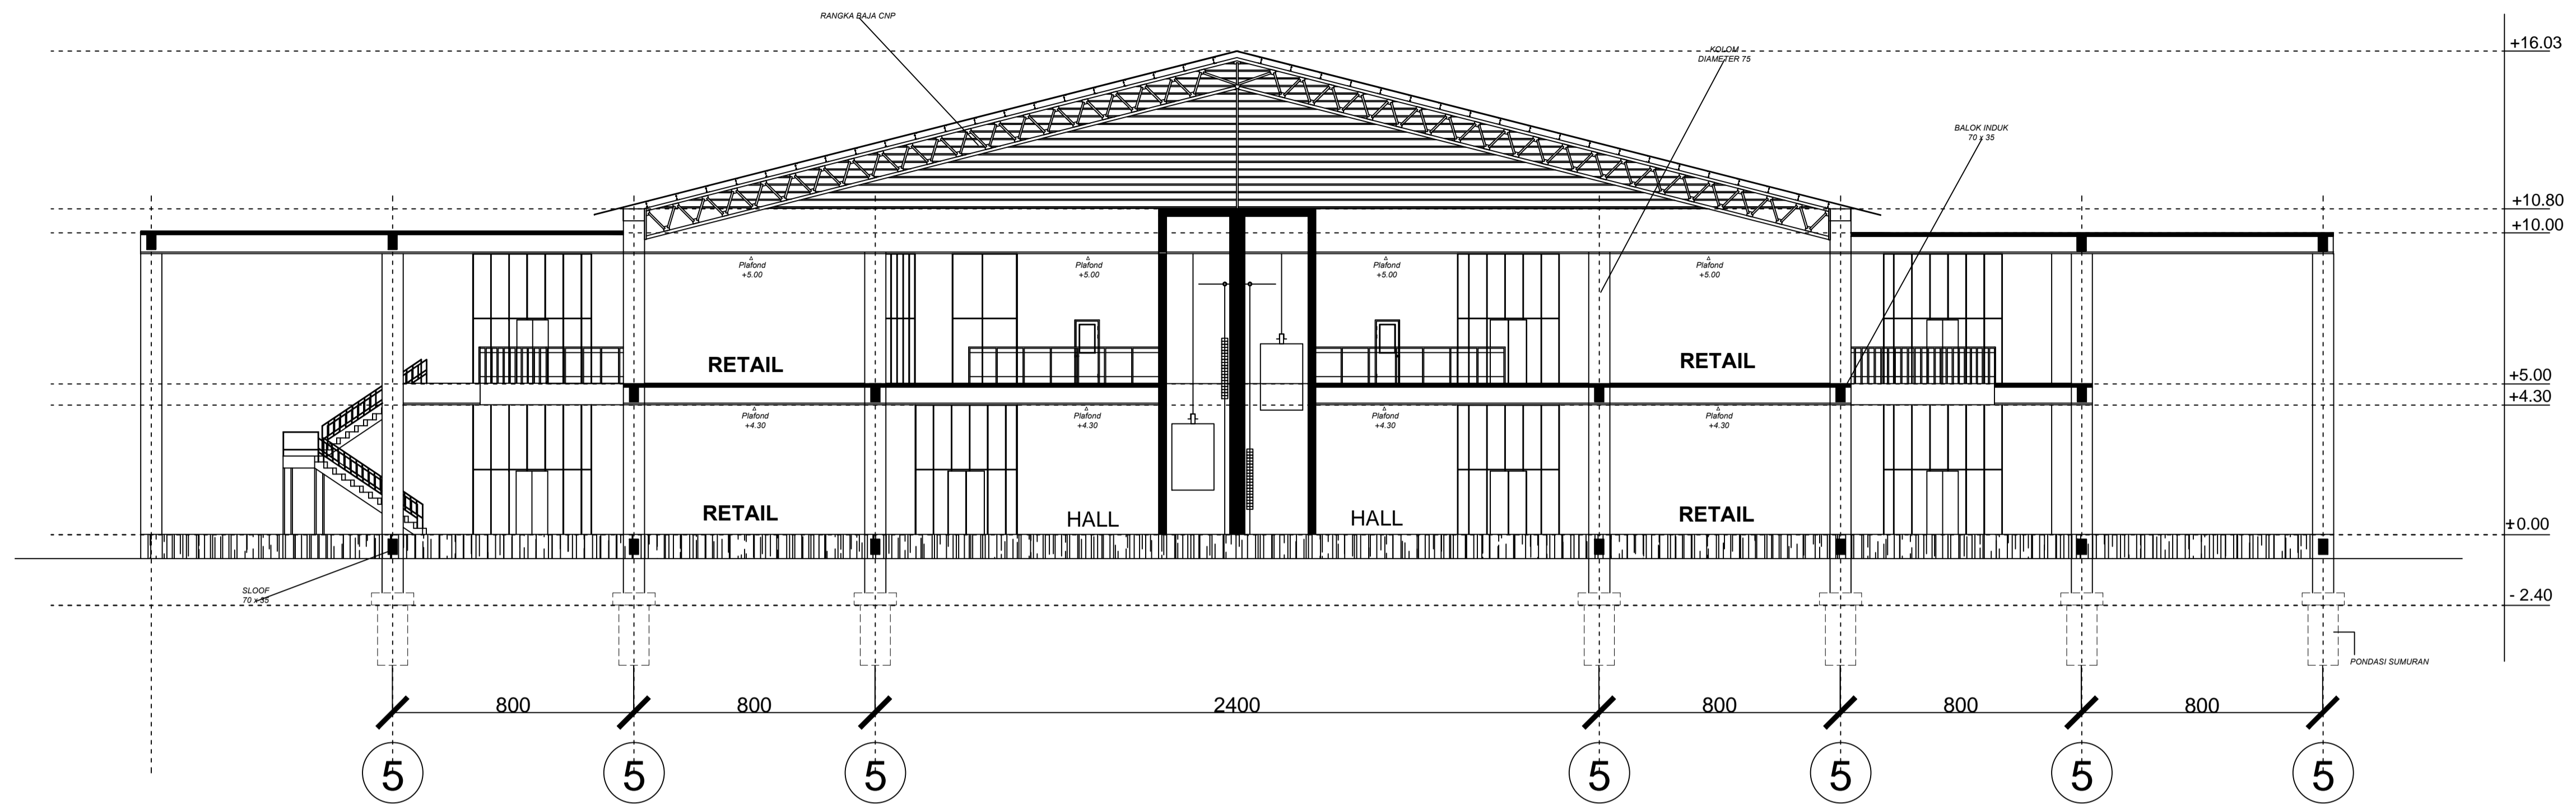 RANGKA BAJA CNP
+16.03
KOLOM
DIAMETER 75
BALOK INDUK
70 x 35
+10.80
+10.00
Plafond
+5.00
Plafond
+5.00
Plafond
+5.00
Plafond
+5.00
RETAIL
RETAIL
+5.00
+4.30
Plafond
+4.30
Plafond
+4.30
Plafond
+4.30
Plafond
+4.30
RETAIL
HALL
HALL
RETAIL
±0.00
SLOOF
70 x 35
- 2.40
PONDASI SUMURAN
800
800
2400
800
800
800
5
5
5
5
5
5
5